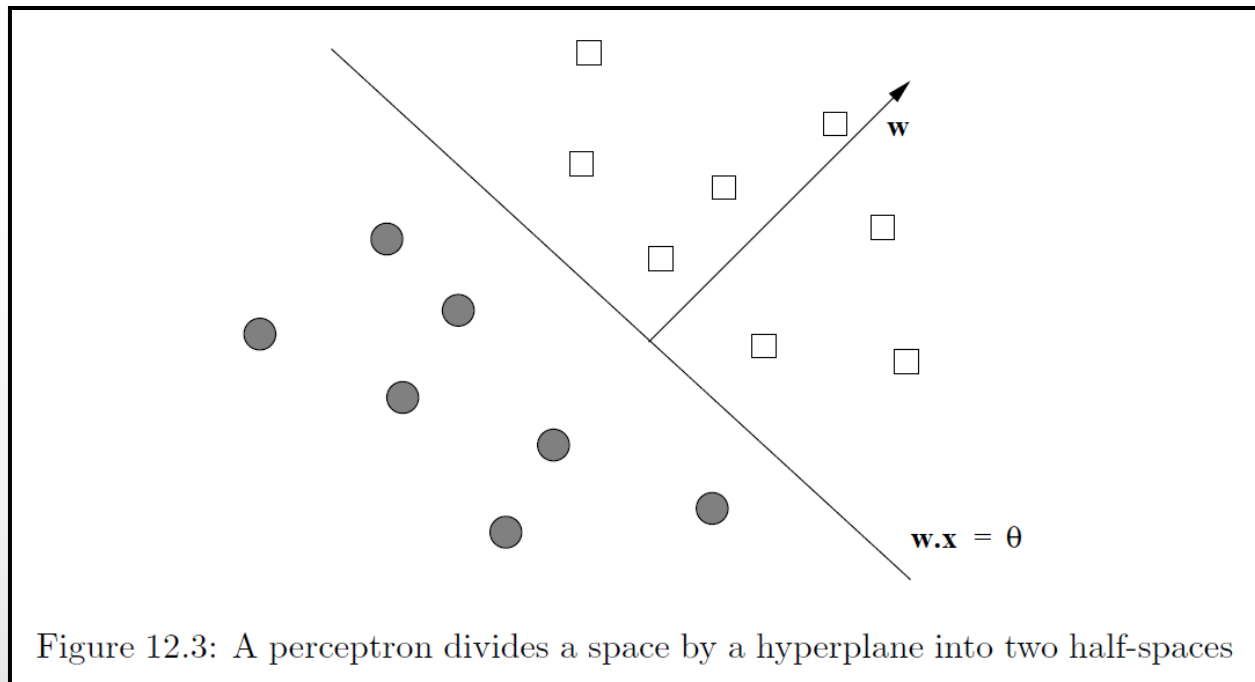 w
w.x = θ
Figure 12.3: A perceptron divides a space by a hyperplane into two half-spaces